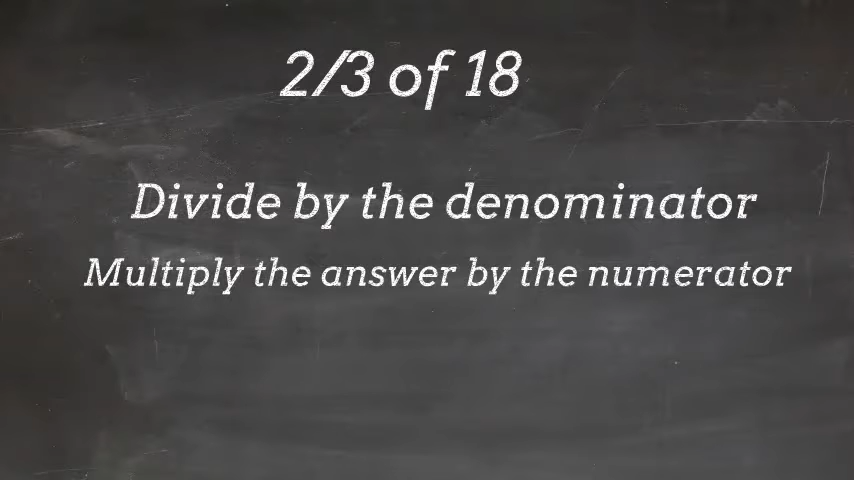 2/3 of 18
Divide by the denominator
Multiply the answer by the numerator